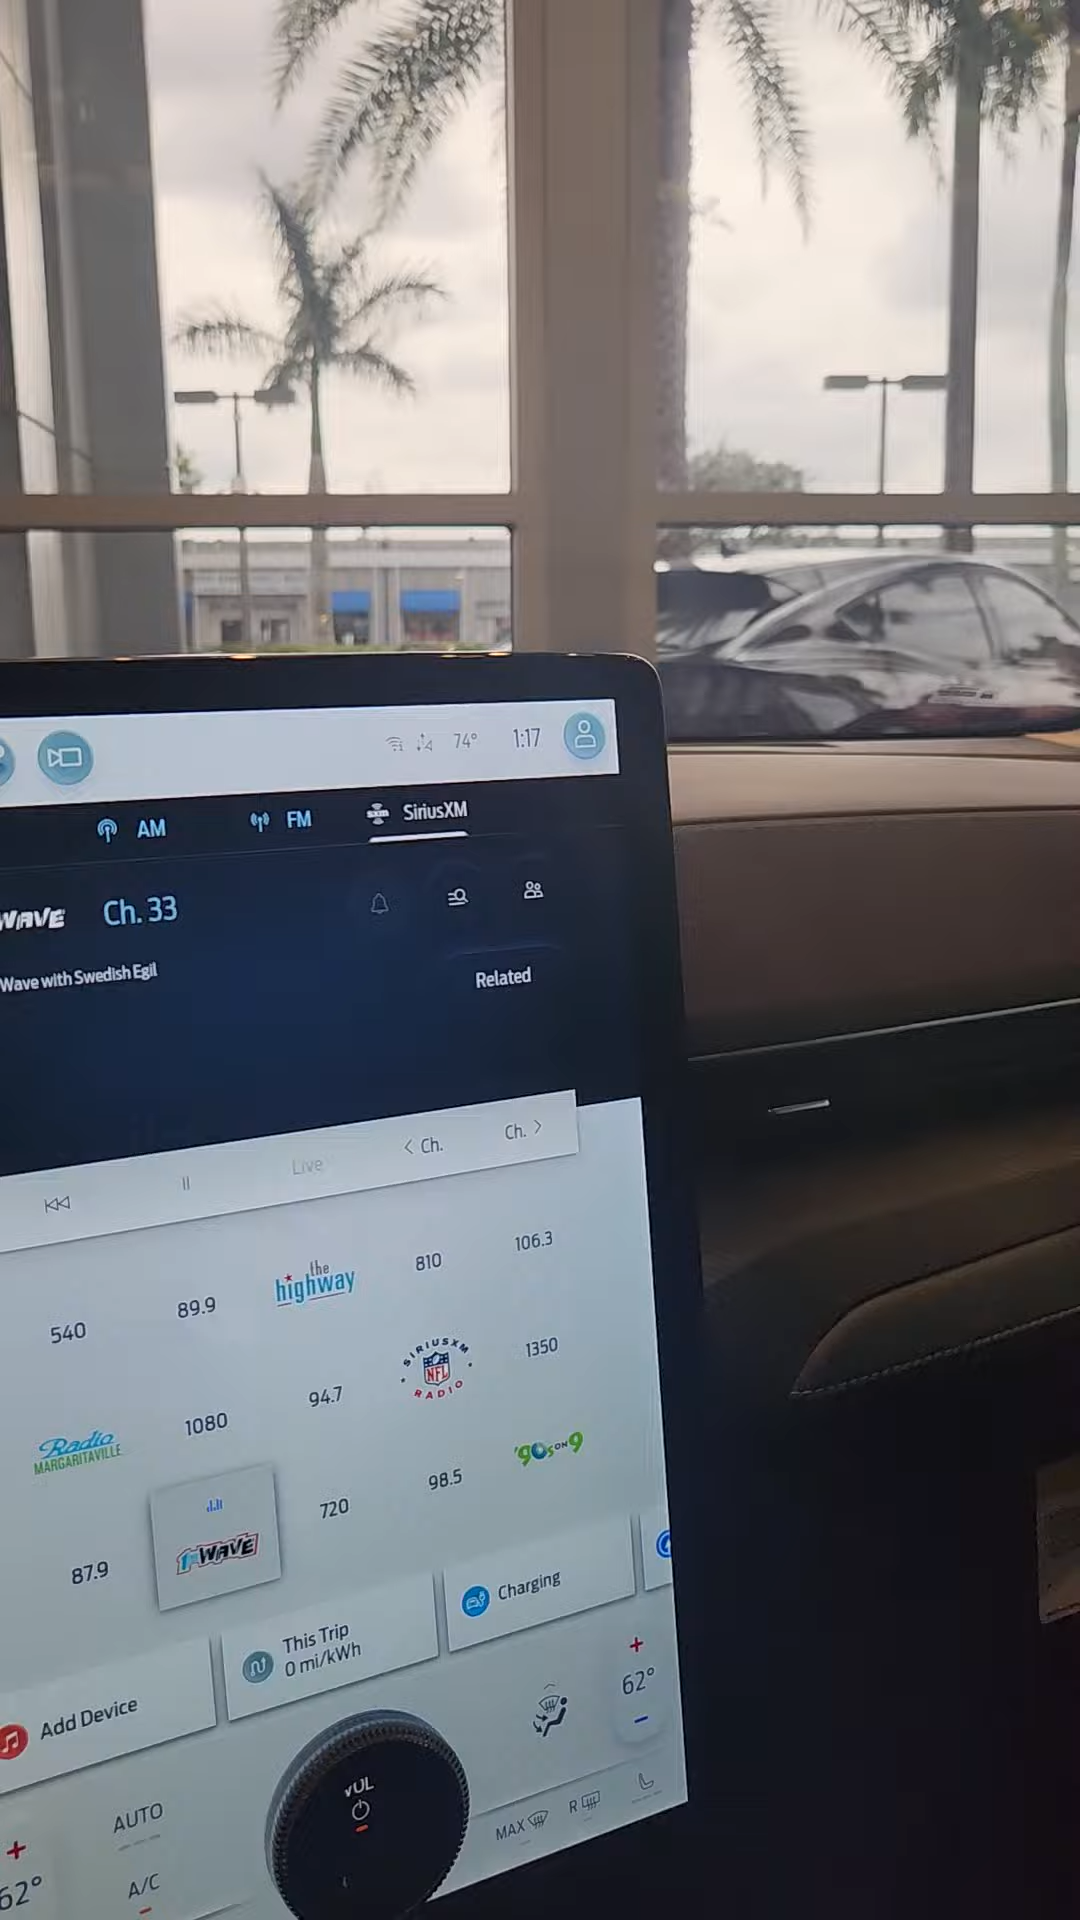 74° 1:17
AM FM SXM SiriusXM
WAVE Ch. 33
Wave with Swedish Egil
Related
Live < Ch. Ch. >
540 89.9 the highway 810 106.3
Radio MARGARITAVILLE 1080 94.7 SIRIUSXM NFL RADIO 1350
87.9 1st WAVE 720 98.5 '90s ON 9
Add Device
This Trip
0 mi/kWh
Charging
+
62°
−
AUTO
VOL
MAX R
+
62°
A/C